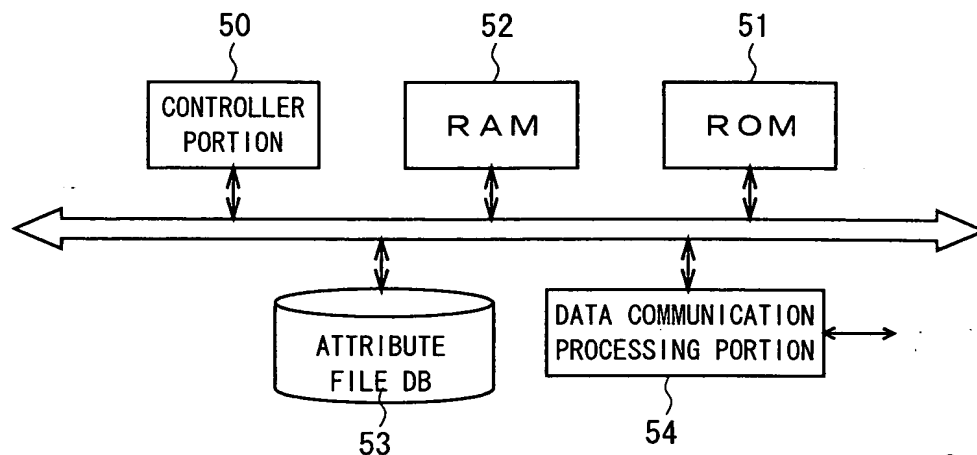 50
52
51
CONTROLLER
PORTION
RAM
ROM
ATTRIBUTE
FILE DB
DATA COMMUNICATION
PROCESSING PORTION
53
54